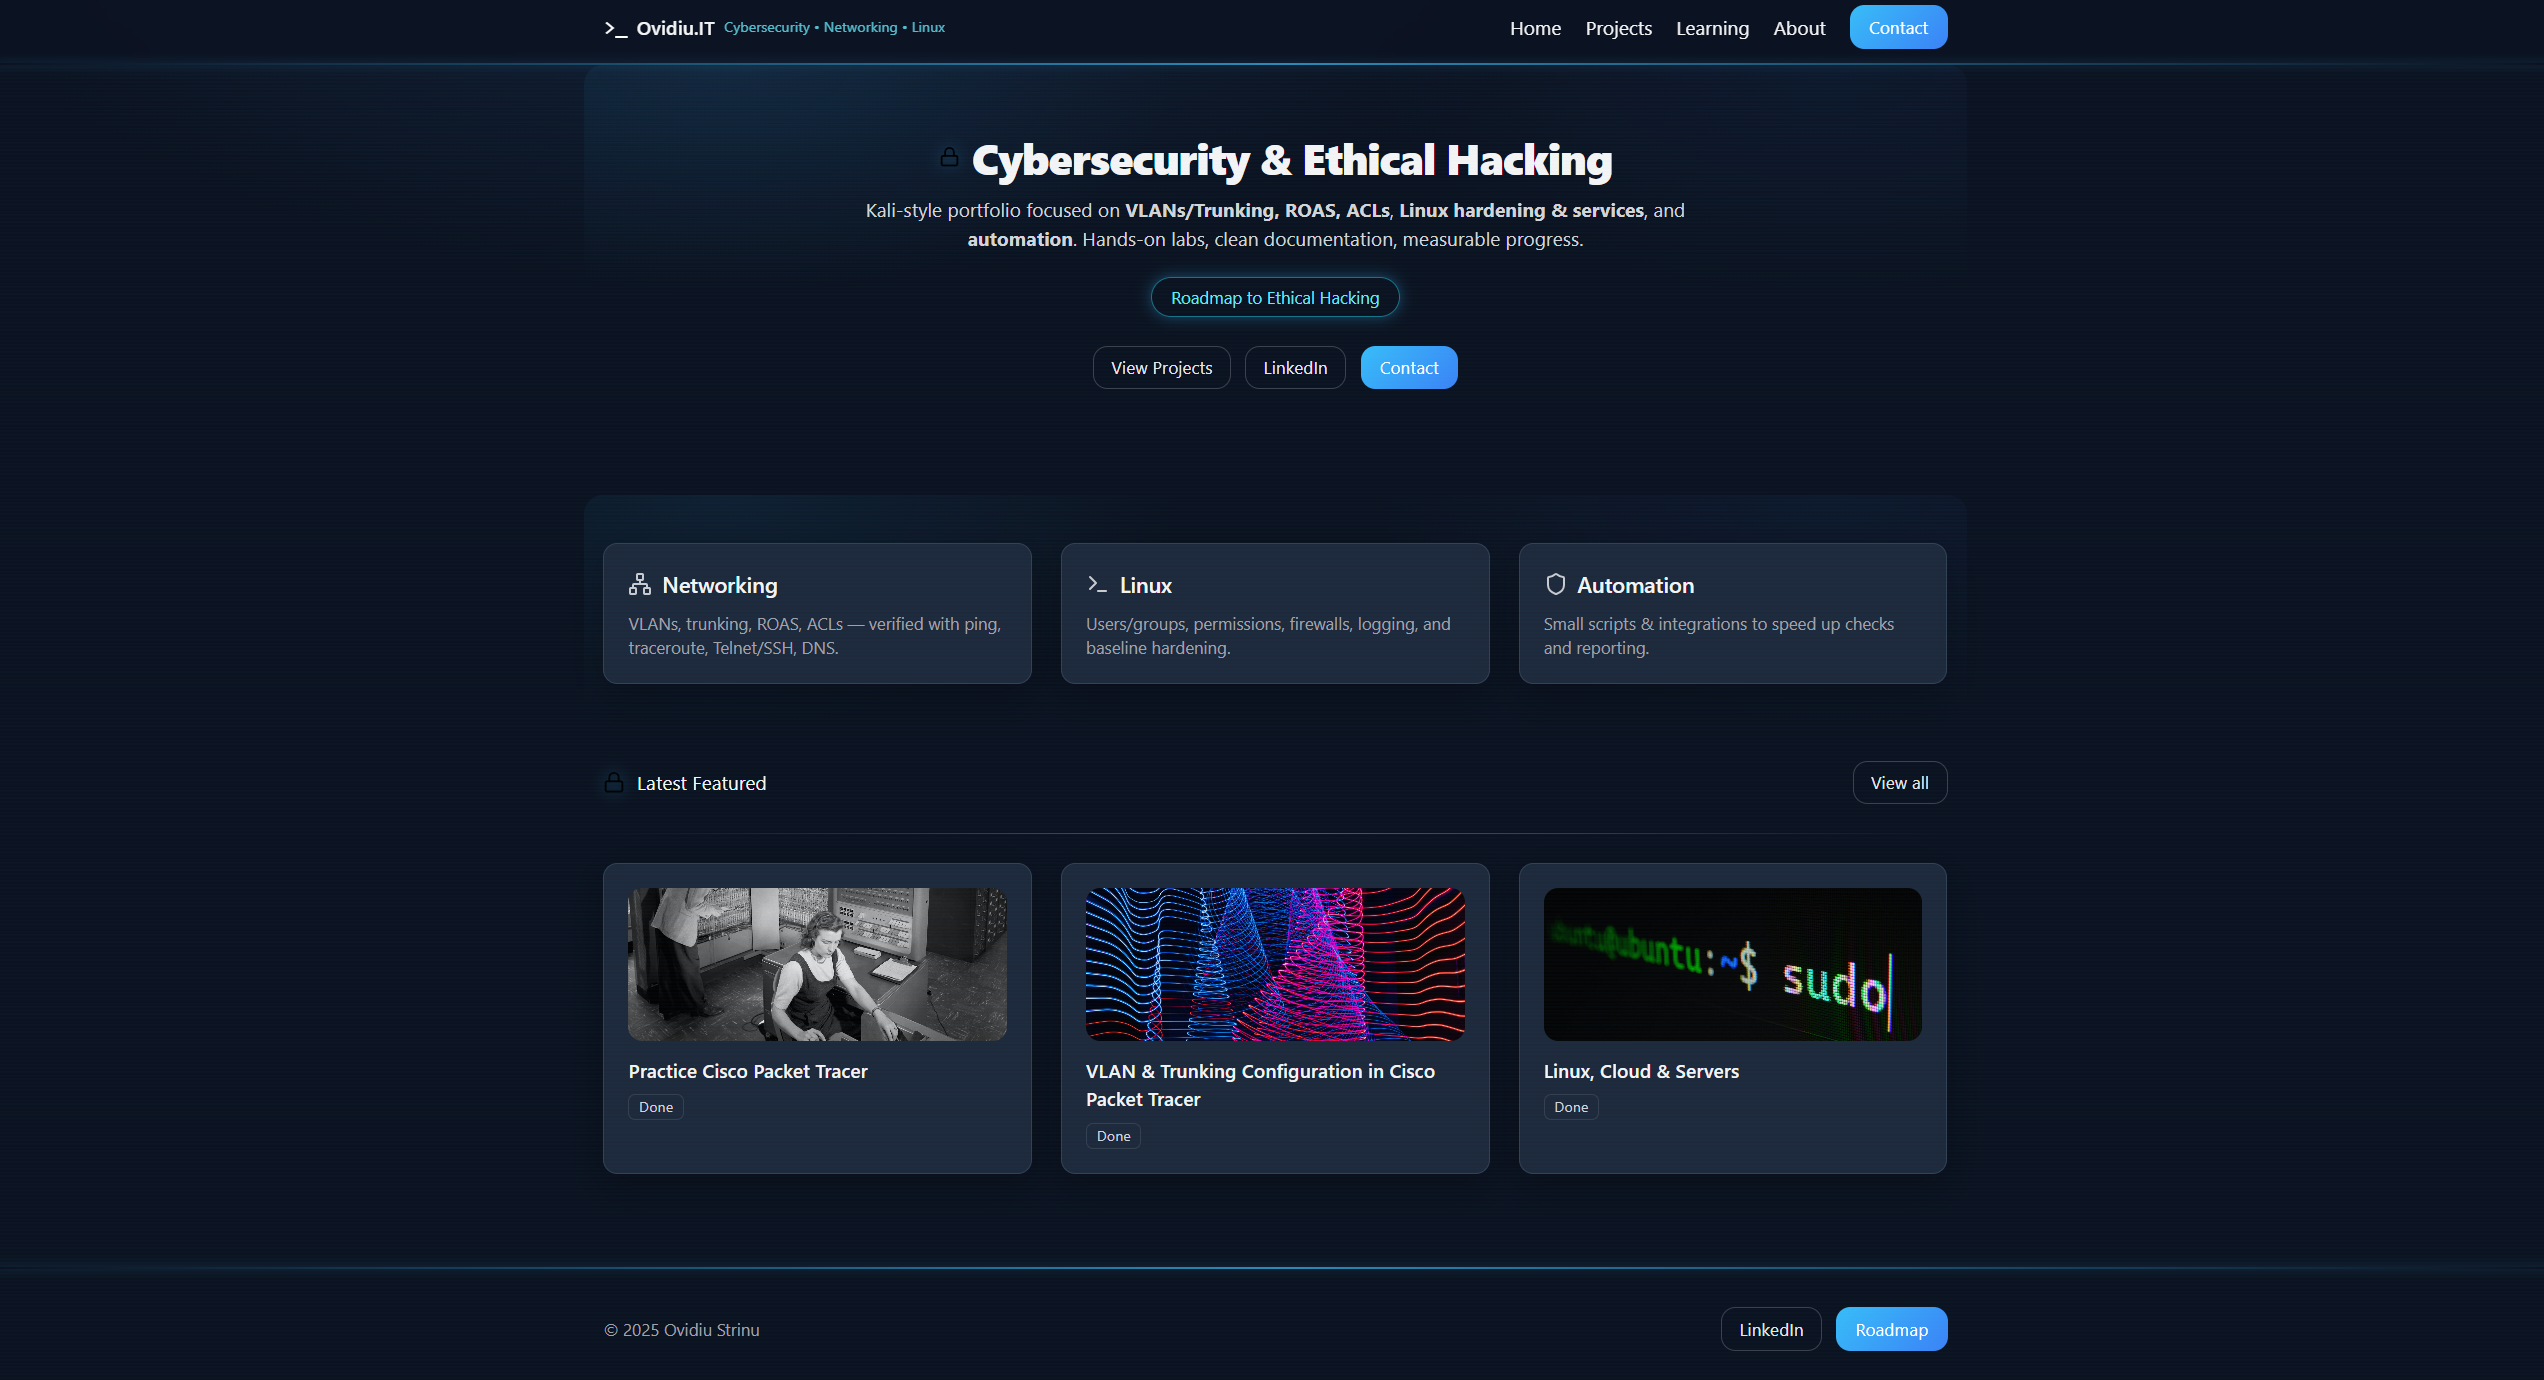 >_ Ovidiu.IT Cybersecurity • Networking • Linux
Home Projects Learning About Contact
Cybersecurity & Ethical Hacking
Kali-style portfolio focused on VLANs/Trunking, ROAS, ACLs, Linux hardening & services, and
automation. Hands-on labs, clean documentation, measurable progress.
Roadmap to Ethical Hacking
View Projects LinkedIn Contact
Networking
VLANs, trunking, ROAS, ACLs — verified with ping,
traceroute, Telnet/SSH, DNS.
Linux
Users/groups, permissions, firewalls, logging, and
baseline hardening.
Automation
Small scripts & integrations to speed up checks
and reporting.
Latest Featured
View all
Practice Cisco Packet Tracer
Done
VLAN & Trunking Configuration in Cisco
Packet Tracer
Done
ubuntu@ubuntu:~$ sudo
Linux, Cloud & Servers
Done
© 2025 Ovidiu Strinu
LinkedIn Roadmap